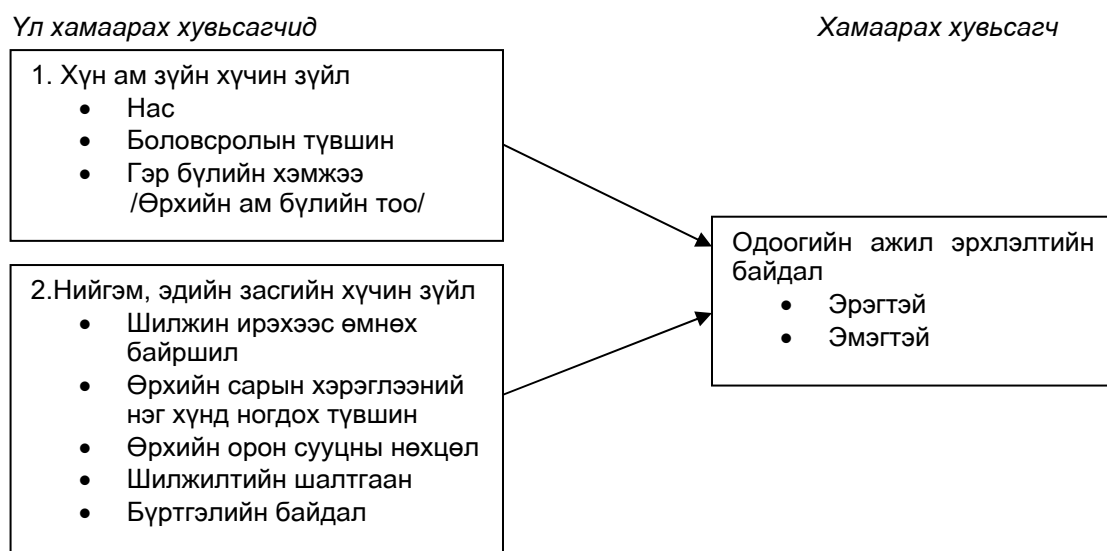 Үл хамаарах хувьсагчид
Хамаарах хувьсагч
1. Хүн ам зүйн хүчин зүйл
• Нас
• Боловсролын түвшин
• Гэр бүлийн хэмжээ
/Өрхийн ам бүлийн тоо/
2.Нийгэм, эдийн засгийн хүчин зүйл
• Шилжин ирэхээс өмнөх
байршил
• Өрхийн сарын хэрэглээний
нэг хүнд ногдох түвшин
• Өрхийн орон сууцны нөхцөл
• Шилжилтийн шалтгаан
• Бүртгэлийн байдал
Одоогийн ажил эрхлэлтийн
байдал
• Эрэгтэй
• Эмэгтэй